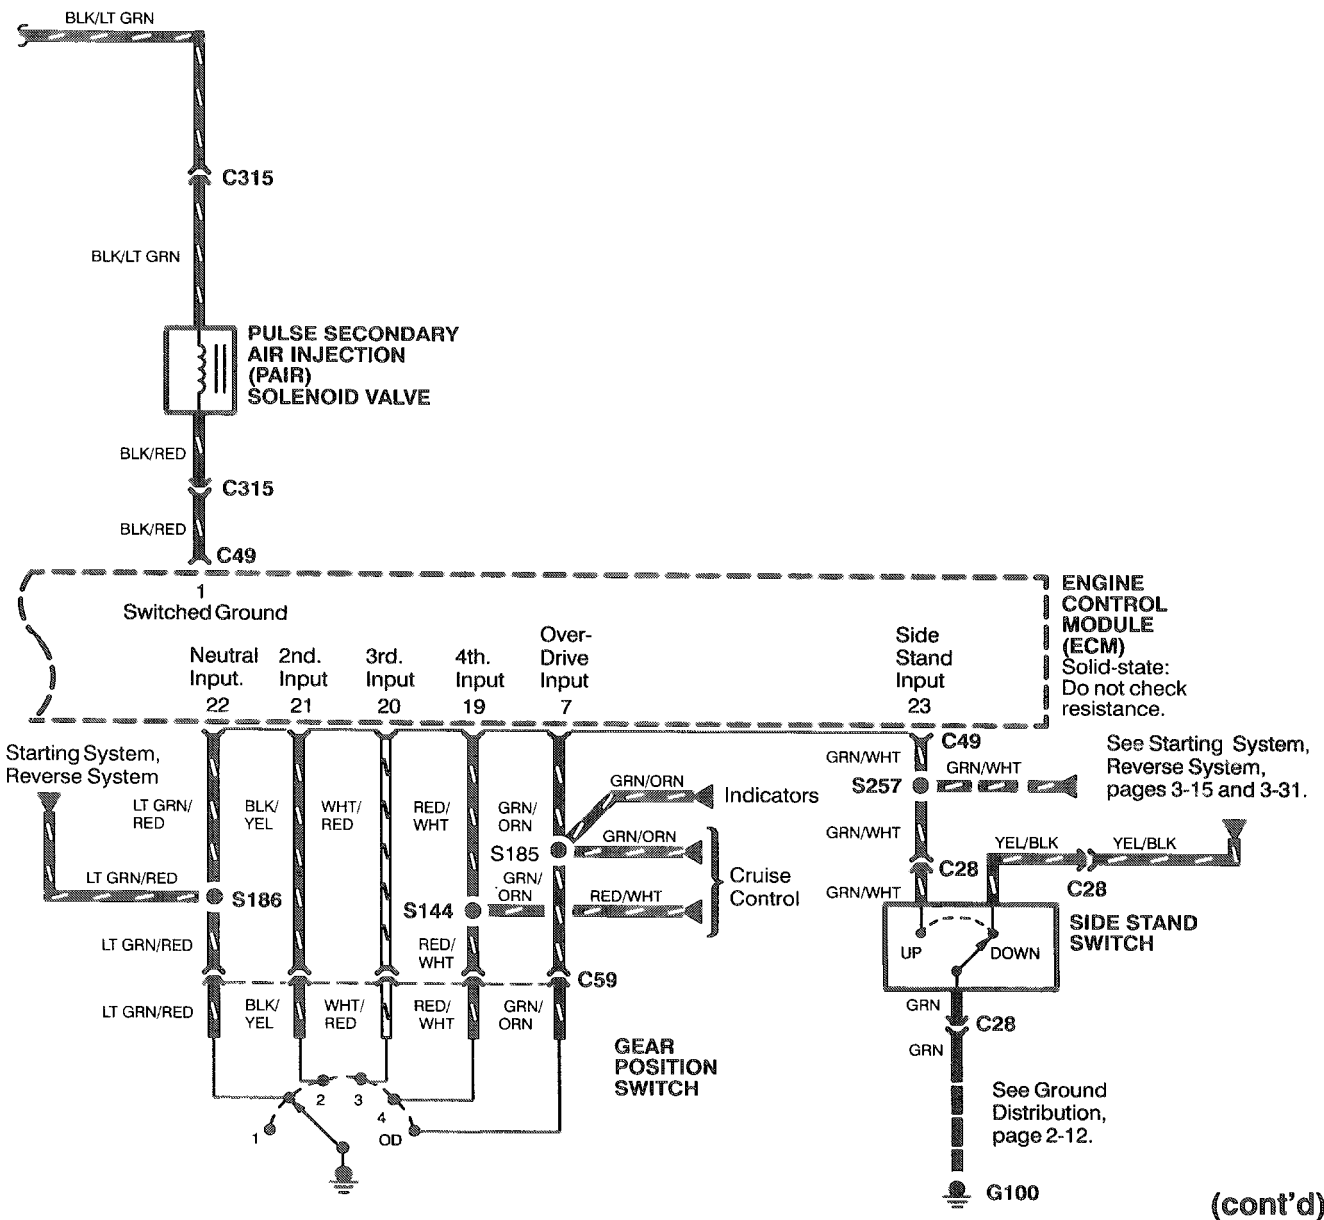 BLK/LT GRN
C315
BLK/LT GRN
PULSE SECONDARY
AIR INJECTION
(PAIR)
SOLENOID VALVE
BLK/RED
C315
BLK/RED
C49
1
Switched Ground
ENGINE
CONTROL
MODULE
(ECM)
Solid-state:
Do not check
resistance.
Neutral
Input.
22
2nd.
Input
21
3rd.
Input
20
4th.
Input
19
Over-
Drive
Input
7
Side
Stand
Input
23
Starting System,
Reverse System
LT GRN/
RED
BLK/
YEL
WHT/
RED
RED/
WHT
GRN/
ORN
GRN/ORN
Indicators
GRN/ORN
S185
Cruise
Control
GRN/
ORN
RED/WHT
S144
LT GRN/RED
S186
LT GRN/RED
RED/
WHT
C59
LT GRN/RED
BLK/
YEL
WHT/
RED
RED/
WHT
GRN/
ORN
GEAR
POSITION
SWITCH
1
2
3
4
OD
C49
GRN/WHT
S257
GRN/WHT
See Starting System,
Reverse System,
pages 3-15 and 3-31.
GRN/WHT
C28
YEL/BLK
YEL/BLK
C28
GRN/WHT
SIDE STAND
SWITCH
UP
DOWN
GRN
C28
GRN
See Ground
Distribution,
page 2-12.
G100
(cont'd)